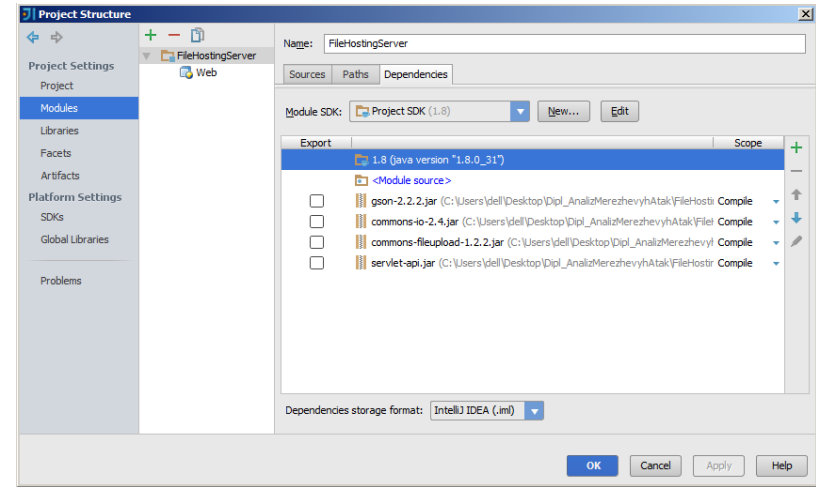 Project Structure
Project Settings
Project
Modules
Libraries
Facets
Artifacts
Platform Settings
SDKs
Global Libraries
Problems
FileHostingServer
Web
Name: FileHostingServer
Sources Paths Dependencies
Module SDK: Project SDK (1.8) New... Edit
Export Scope
1.8 (java version "1.8.0_31")
<Module source>
gson-2.2.2.jar (C:\Users\dell\Desktop\Dipl_AnalizMerezhevyhAtak\FileHostin Compile
commons-io-2.4.jar (C:\Users\dell\Desktop\Dipl_AnalizMerezhevyhAtak\FileH Compile
commons-fileupload-1.2.2.jar (C:\Users\dell\Desktop\Dipl_AnalizMerezhevyh Compile
servlet-api.jar (C:\Users\dell\Desktop\Dipl_AnalizMerezhevyhAtak\FileHostin Compile
Dependencies storage format: IntelliJ IDEA (.iml)
OK Cancel Apply Help